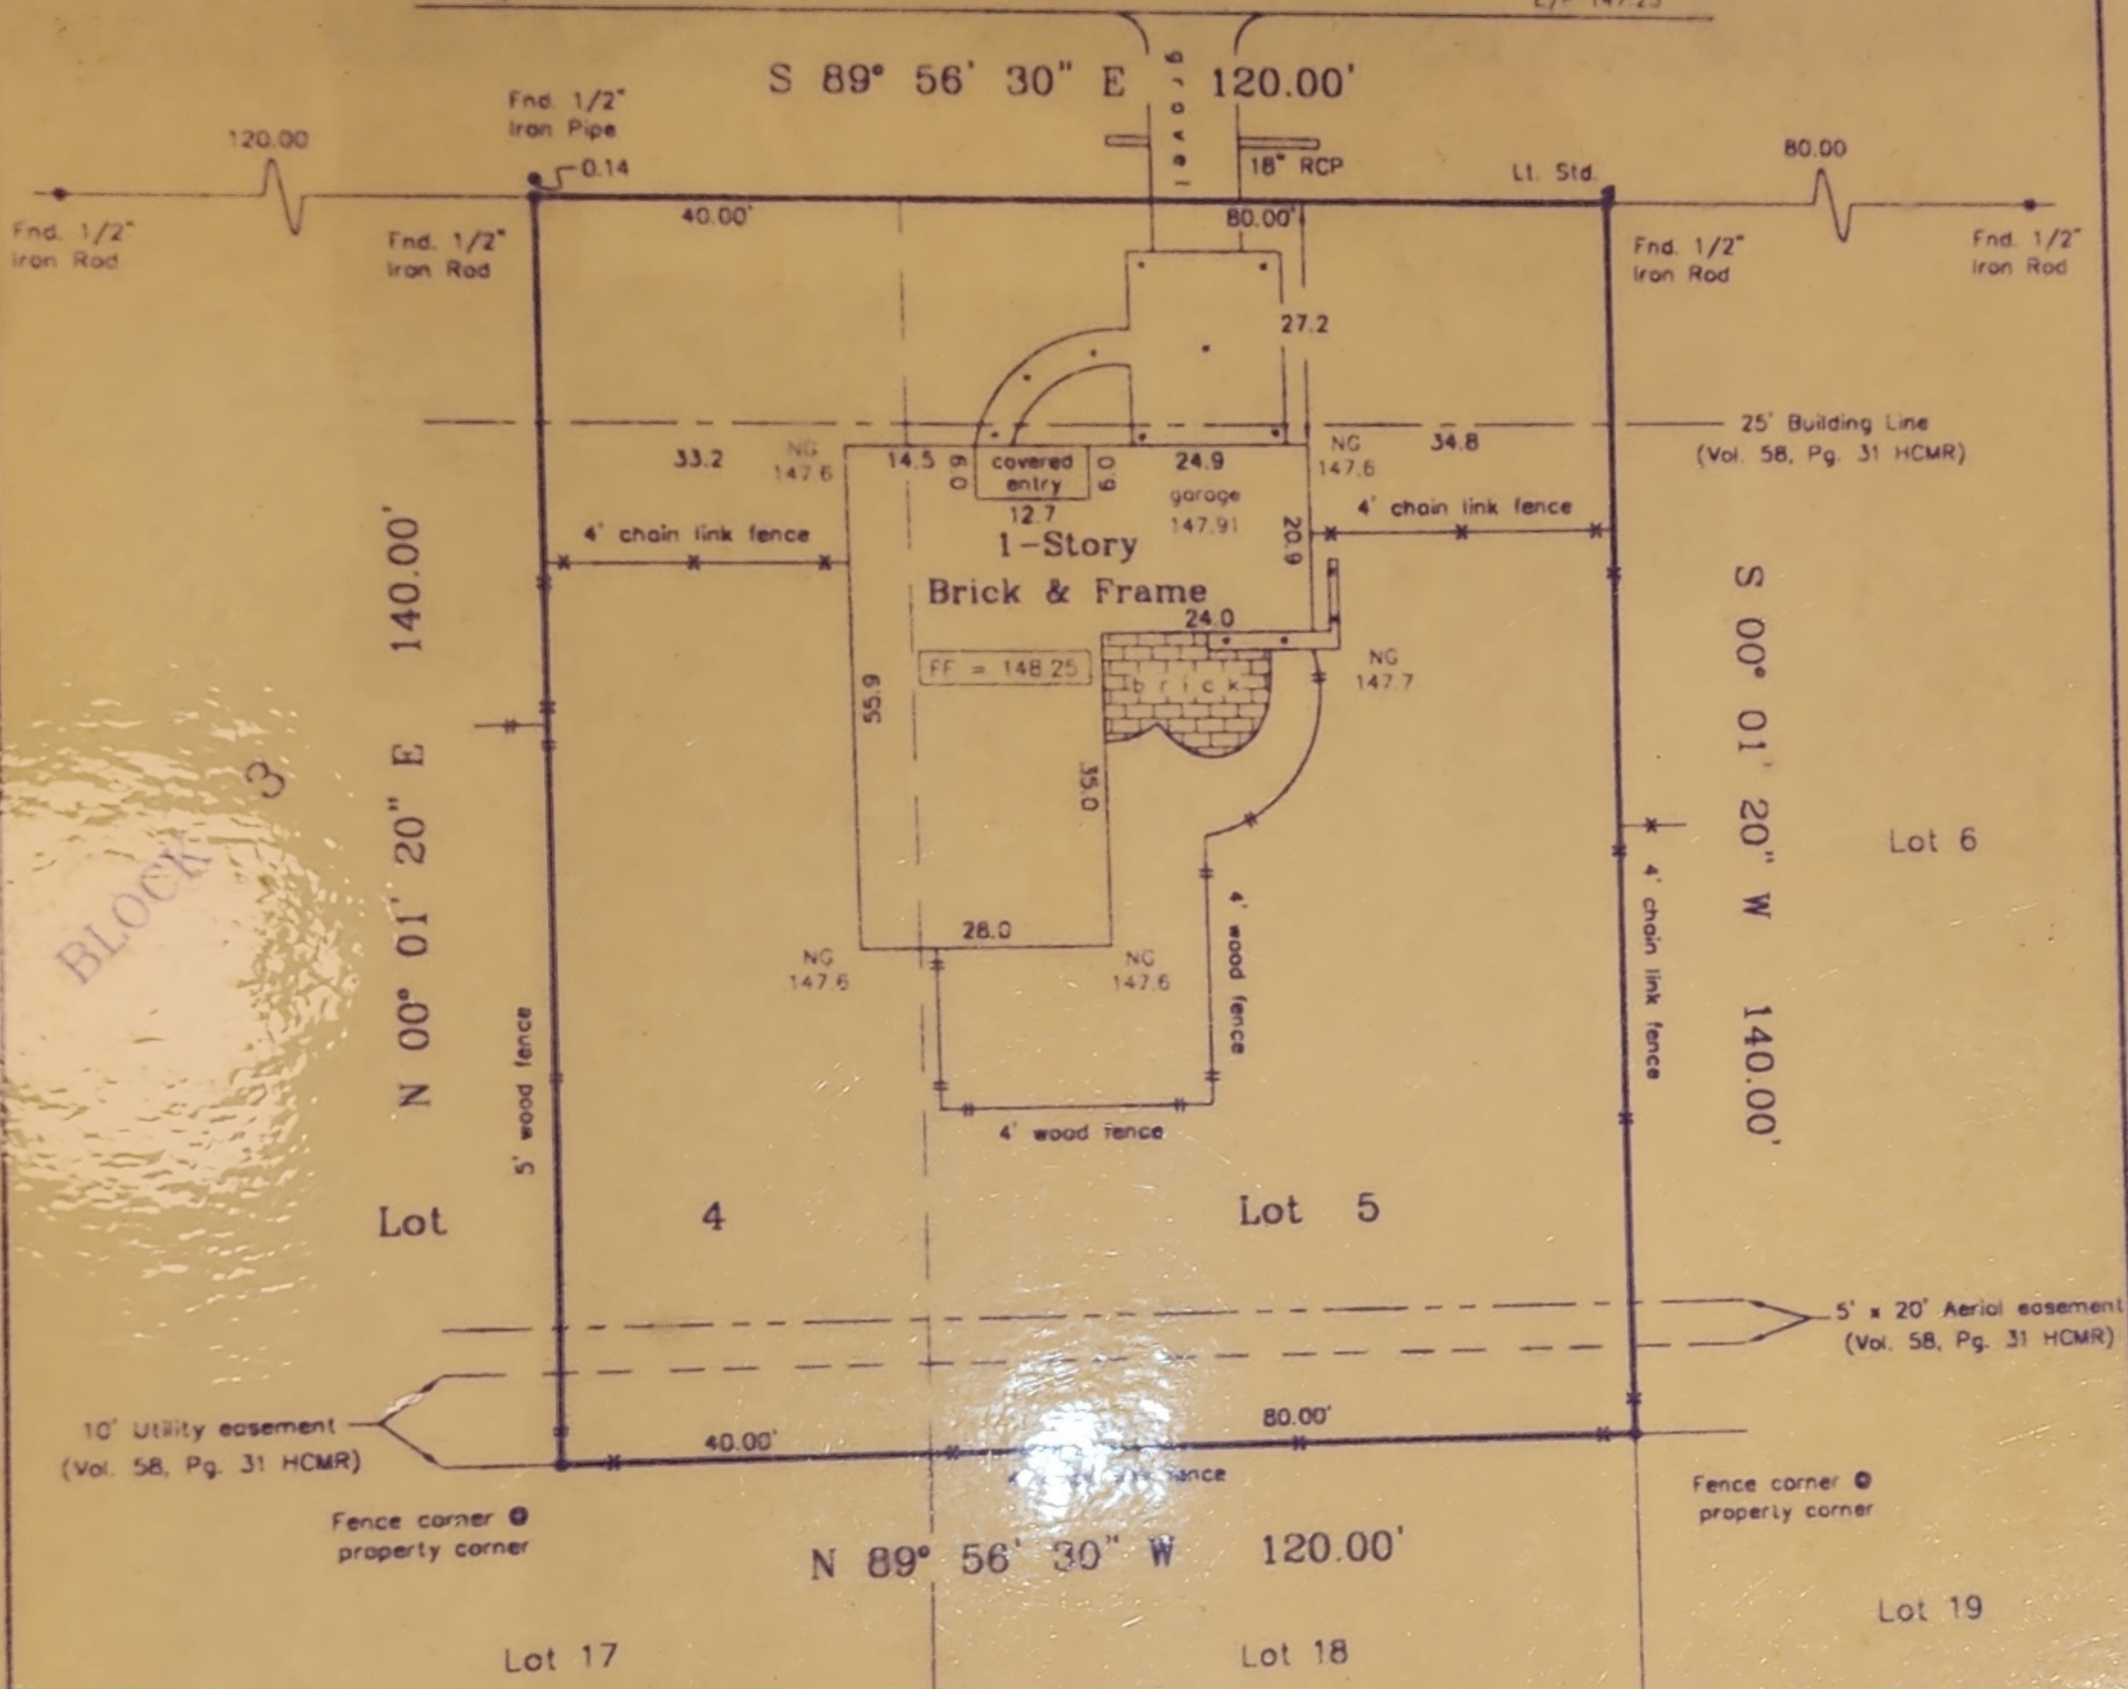 S 89° 56' 30" E 120.00'
gravel
Fnd. 1/2"
Iron Pipe
0.14
120.00
18" RCP
Lt. Std.
80.00
Fnd. 1/2"
Iron Rod
Fnd. 1/2"
Iron Rod
40.00'
80.00'
Fnd. 1/2"
Iron Rod
Fnd. 1/2"
Iron Rod
27.2
25' Building Line
(Vol. 58, Pg. 31 HCMR)
33.2
NG
147.6
14.5
6.0
covered
entry
6.0
12.7
24.9
garage
147.91
NG
147.6
34.8
4' chain link fence
4' chain link fence
20.9
1-Story
Brick & Frame
24.0
FF = 148.25
brick
NG
147.7
55.9
35.0
N 00° 01' 20" E 140.00'
S 00° 01' 20" W 140.00'
BLOCK 3
Lot 6
4' chain link fence
28.0
NG
147.6
NG
147.6
4' wood fence
5' wood fence
4' wood fence
Lot 4
Lot 5
5' x 20' Aerial easement
(Vol. 58, Pg. 31 HCMR)
10' Utility easement
(Vol. 58, Pg. 31 HCMR)
40.00'
80.00'
fence
Fence corner @
property corner
Fence corner @
property corner
N 89° 56' 30" W 120.00'
Lot 17
Lot 18
Lot 19